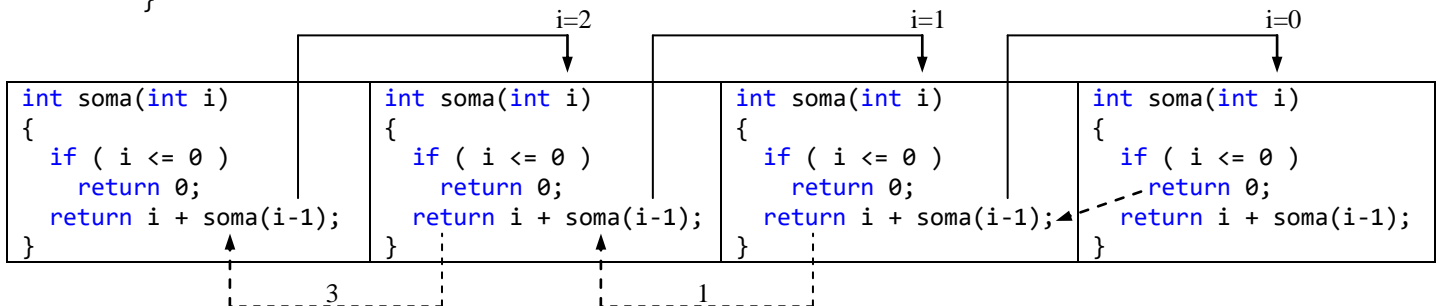 }
i=2
i=1
i=0
int soma(int i)
{
if ( i <= 0 )
return 0;
return i + soma(i-1);
}
int soma(int i)
{
if ( i <= 0 )
return 0;
return i + soma(i-1);
}
int soma(int i)
{
if ( i <= 0 )
return 0;
return i + soma(i-1);
}
int soma(int i)
{
if ( i <= 0 )
return 0;
return i + soma(i-1);
}
3
1